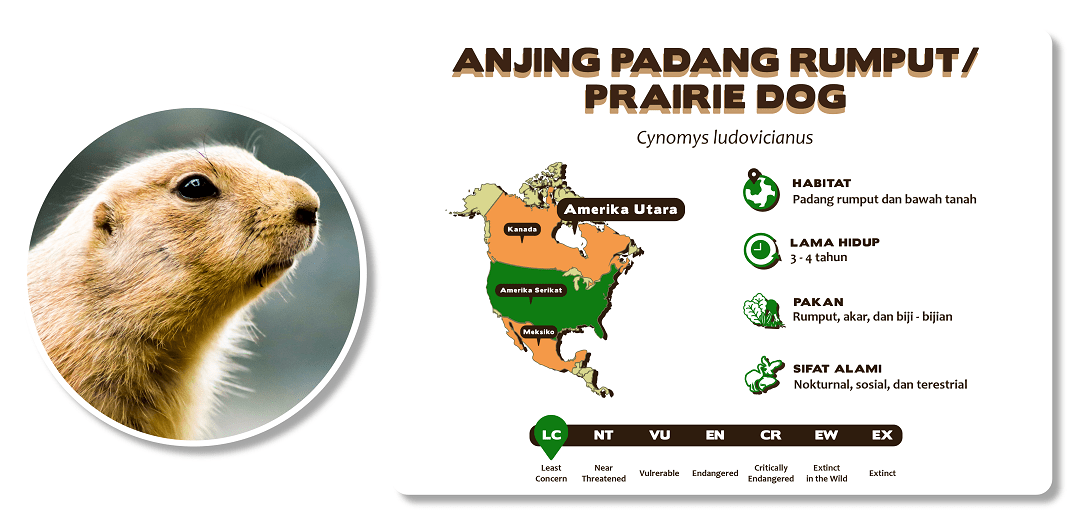 ANJING PADANG RUMPUT/
PRAIRIE DOG
Cynomys ludovicianus
Amerika Utara
Kanada
Amerika Serikat
Meksiko
HABITAT
Padang rumput dan bawah tanah
LAMA HIDUP
3 - 4 tahun
PAKAN
Rumput, akar, dan biji - bijian
SIFAT ALAMI
Nokturnal, sosial, dan terestrial
LC NT VU EN CR EW EX
Least Concern
Near Threatened
Vulrerable
Endangered
Critically Endangered
Extinct in the Wild
Extinct